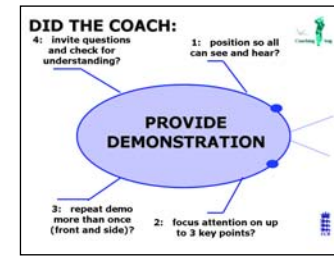 DID THE COACH:
4: invite questions
and check for
understanding?
1: position so all
can see and hear?
PROVIDE
DEMONSTRATION
3: repeat demo
more than once
(front and side)?
2: focus attention on up
to 3 key points?